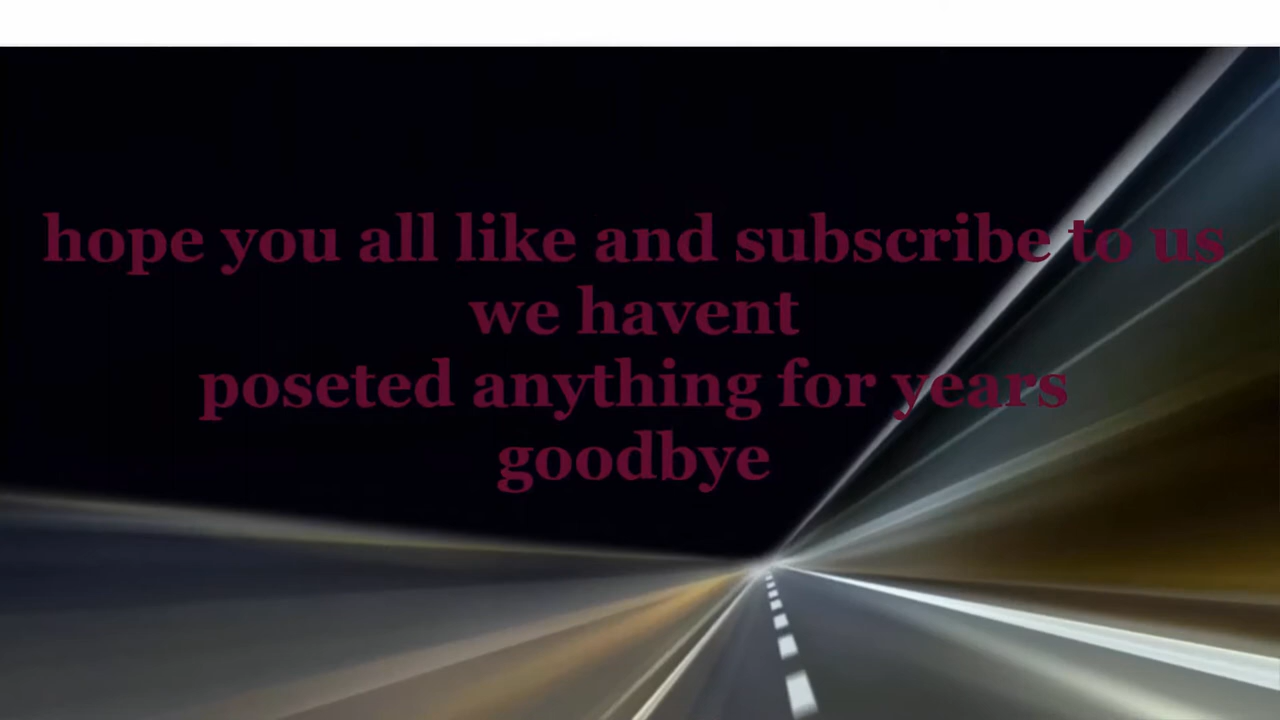 hope you all like and subscribe to us
we havent
poseted anything for years
goodbye